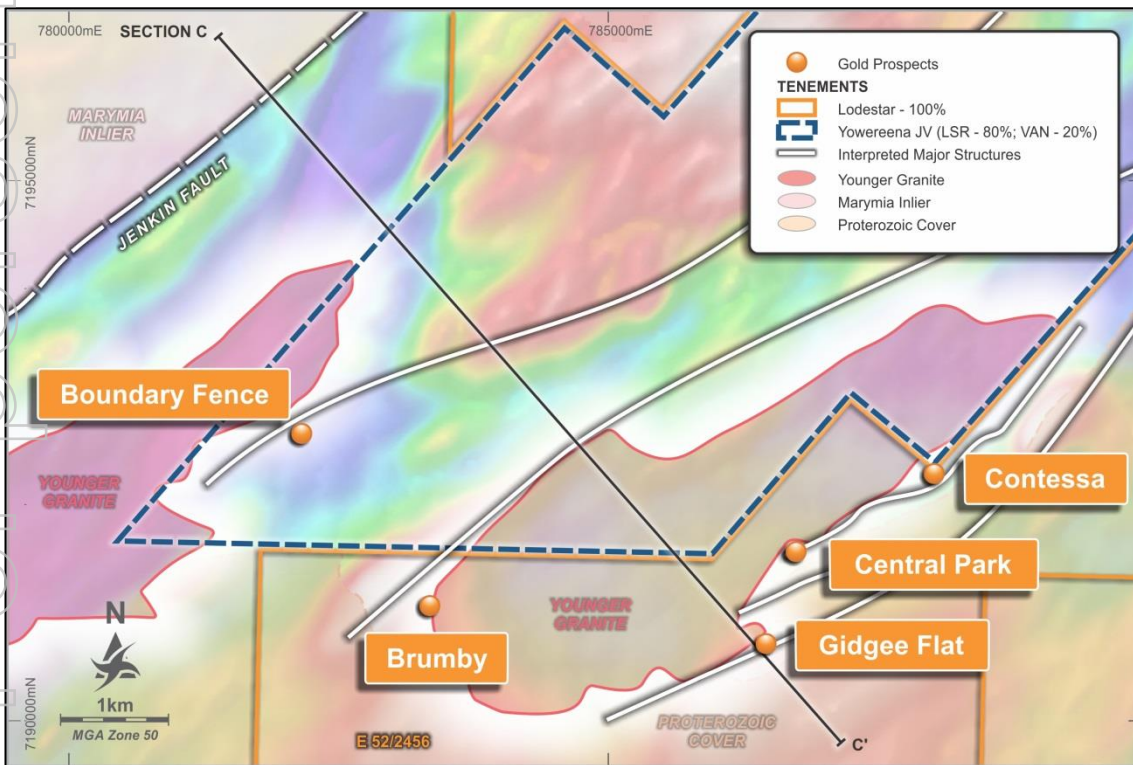 780000mE
SECTION C
785000mE
MARYMIA
INLIER
JENKIN FAULT
7195000mN
Gold Prospects
TENEMENTS
Lodestar - 100%
Yowereena JV (LSR - 80%; VAN - 20%)
Interpreted Major Structures
Younger Granite
Marymia Inlier
Proterozoic Cover
Boundary Fence
YOUNGER
GRANITE
Contessa
Central Park
YOUNGER
GRANITE
Brumby
Gidgee Flat
N
1km
MGA Zone 50
7190000mN
E 52/2456
PROTEROZOIC
COVER
C'